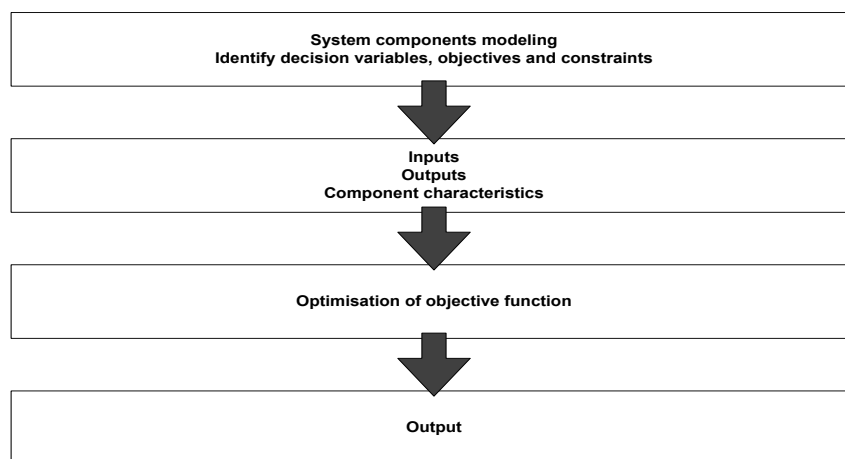 System components modeling
Identify decision variables, objectives and constraints
Inputs
Outputs
Component characteristics
Optimisation of objective function
Output